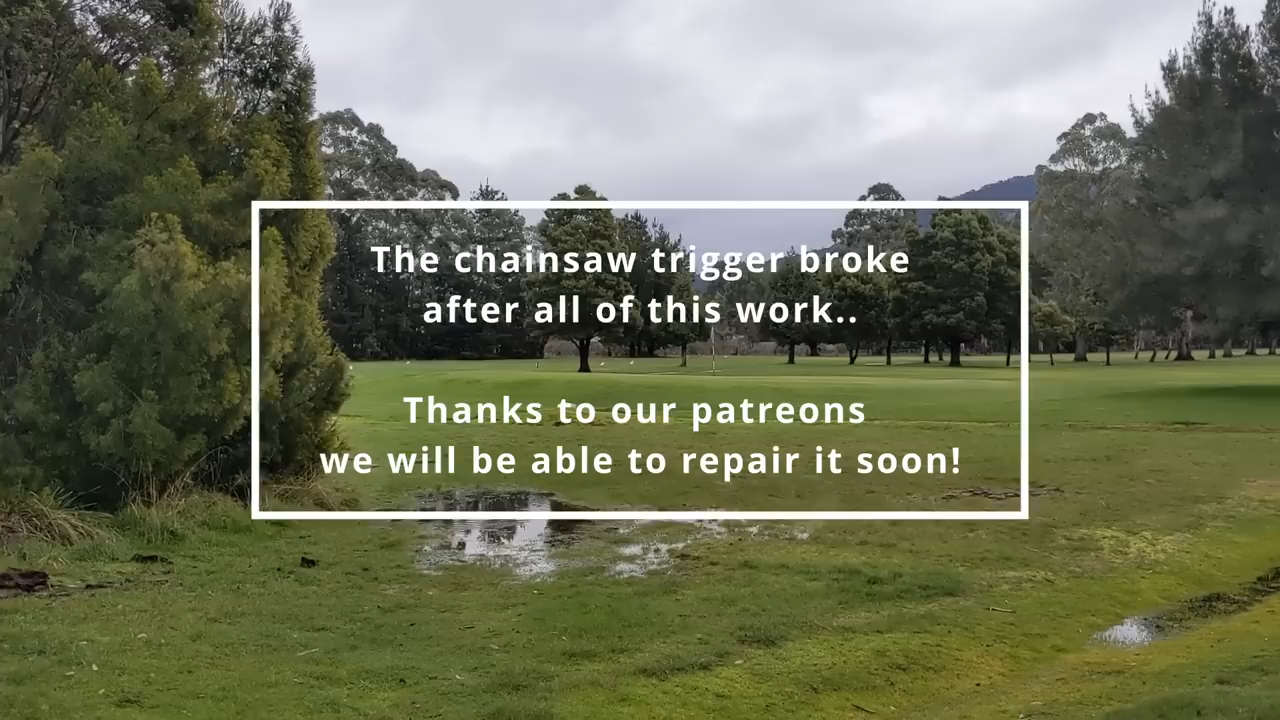 The chainsaw trigger broke
after all of this work..
Thanks to our patreons
we will be able to repair it soon!